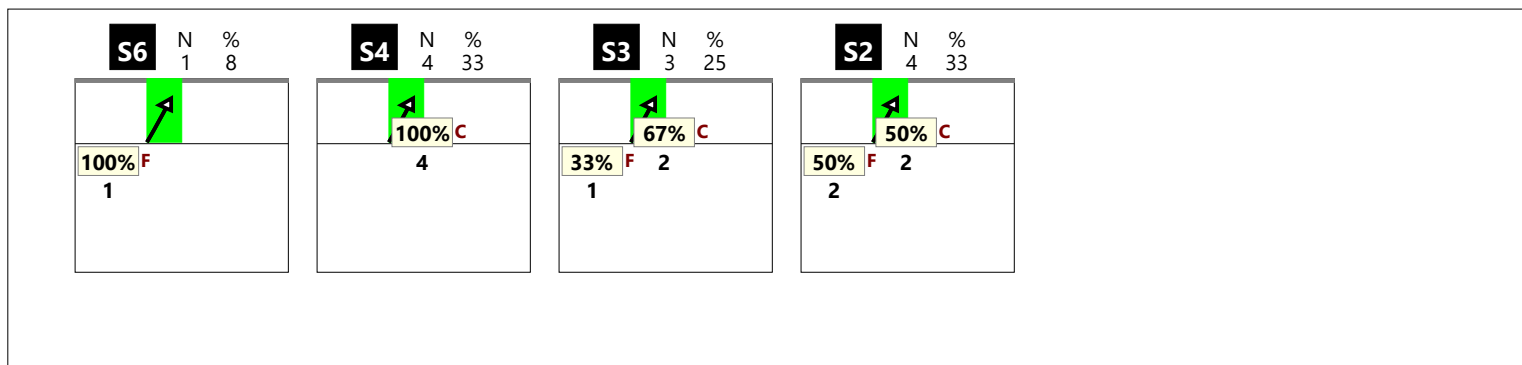 S6 N % S4 N % S3 N % S2 N %
1 8 4 33 3 25 4 33
100% C 67% C 50% C
100% F 4 33% F 2 50% F 2
1 1 2